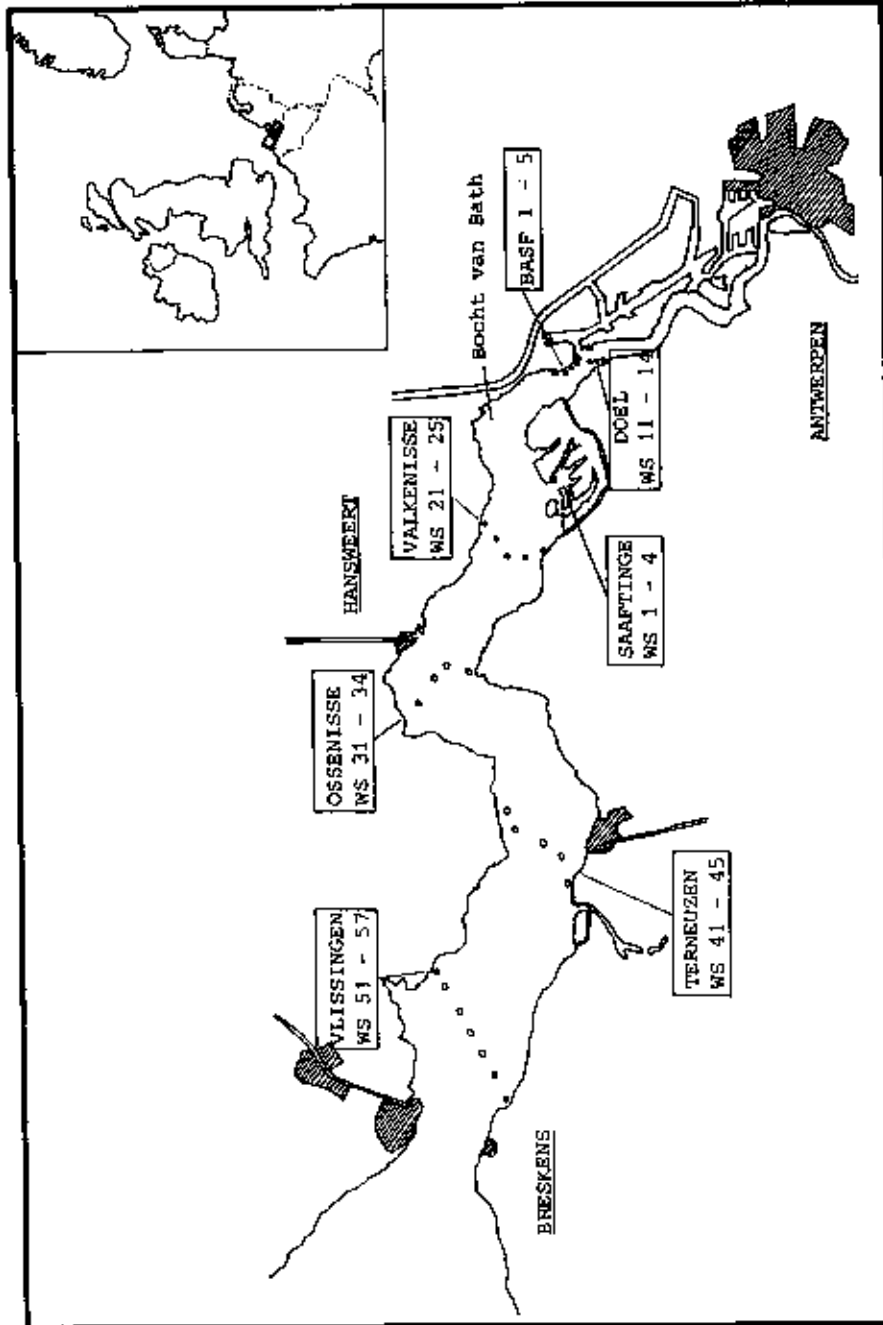 VLISSINGEN
WS 51 - 57
OSSENISSE
WS 31 - 34
HANSWEERT
VALKENISSE
WS 21 - 25
Bocht van Bath
BASF 1 - 5
BRESKENS
TERNEUZEN
WS 41 - 45
SAAFTINGE
WS 1 - 4
DOEL
WS 11 - 14
ANTWERPEN